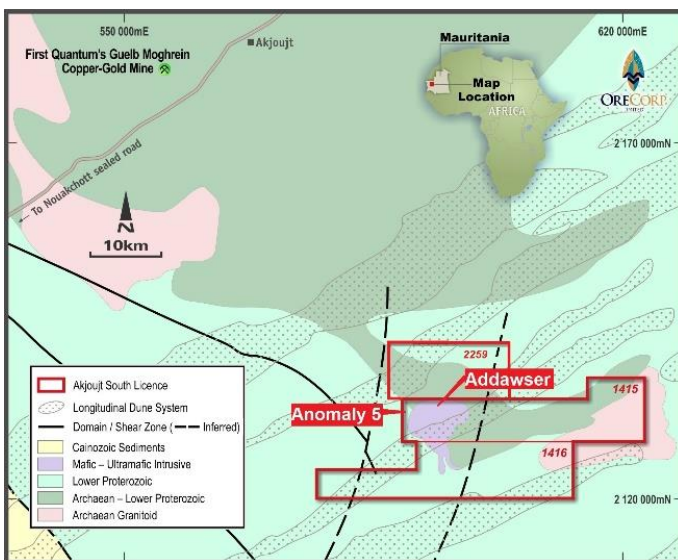 550 000mE
620 000mE
First Quantum's Guelb Moghrein
Copper-Gold Mine
Akjoujt
Mauritania
Map
Location
AFRICA
ORECORP
2 170 000mN
To Nouakchott sealed road
N
10km
2259
Addawser
Anomaly 5
1415
1416
Akjoujt South Licence
Longitudinal Dune System
Domain / Shear Zone ( Inferred)
Cainozoic Sediments
Mafic – Ultramafic Intrusive
Lower Proterozoic
Archaean – Lower Proterozoic
Archaean Granitoid
2 120 000mN